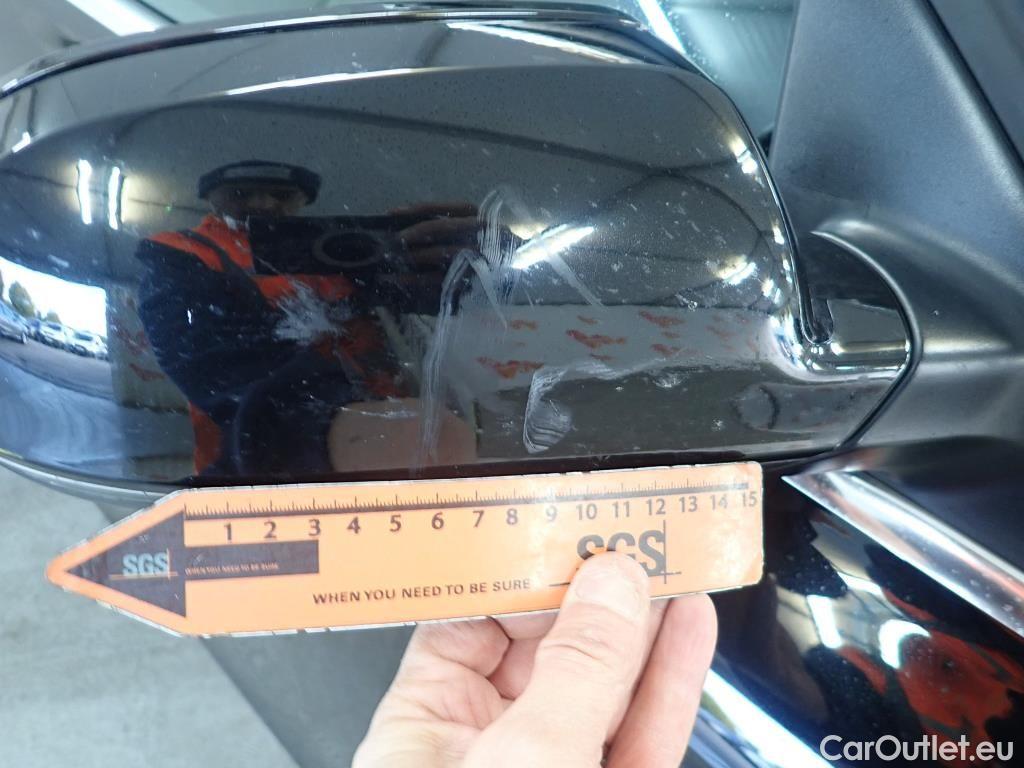 1 2 3 4 5 6 7 8 9 10 11 12 13 14 15
SGS WHEN YOU NEED TO BE SURE
SGS
WHEN YOU NEED TO BE SURE
CarOutlet.eu